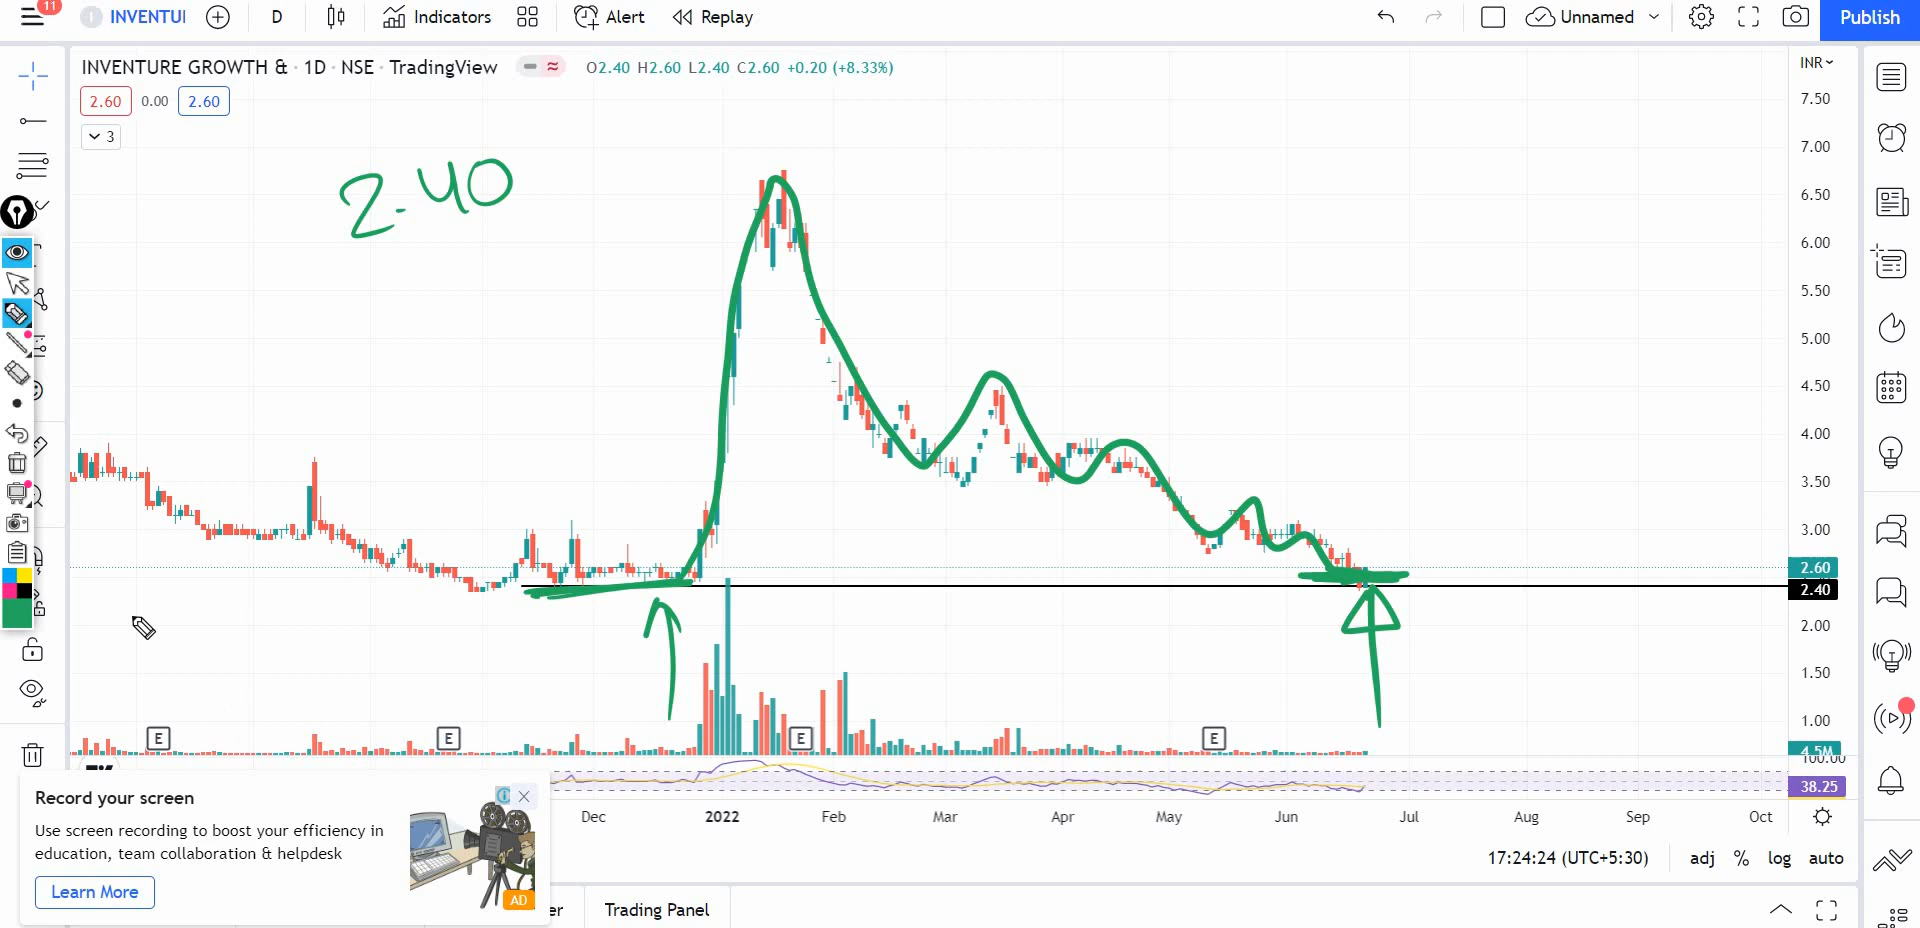 11
INVENTUI
D
Indicators
Alert
Replay
Unnamed
Publish
INVENTURE GROWTH & · 1D · NSE · TradingView
O2.40 H2.60 L2.40 C2.60 +0.20 (+8.33%)
INR
2.60 0.00 2.60
3
2.40
7.50
7.00
6.50
6.00
5.50
5.00
4.50
4.00
3.50
3.00
2.60
2.40
2.00
1.50
1.00
4.5M
100.00
38.25
E E E E
Dec 2022 Feb Mar Apr May Jun Jul Aug Sep Oct
17:24:24 (UTC+5:30) adj % log auto
Trading Panel
Record your screen
Use screen recording to boost your efficiency in
education, team collaboration & helpdesk
Learn More
AD